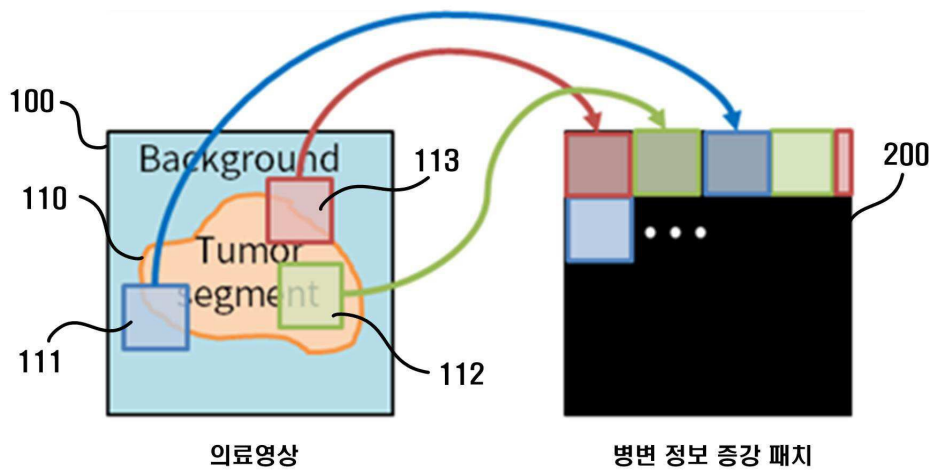 100
Background
113
110
200
Tumor
segment
111
112
의료영상
병변 정보 증강 패치